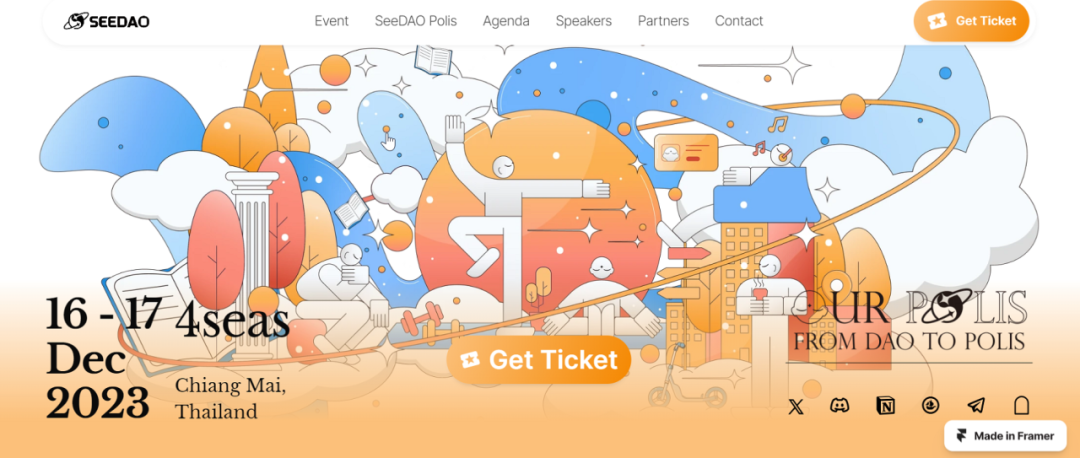 SEEDAO
Event
SeeDAO Polis
Agenda
Speakers
Partners
Contact
Get Ticket
16 - 17
Dec
2023
4seas
Chiang Mai,
Thailand
Get Ticket
OUR POLIS
FROM DAO TO POLIS
Made in Framer